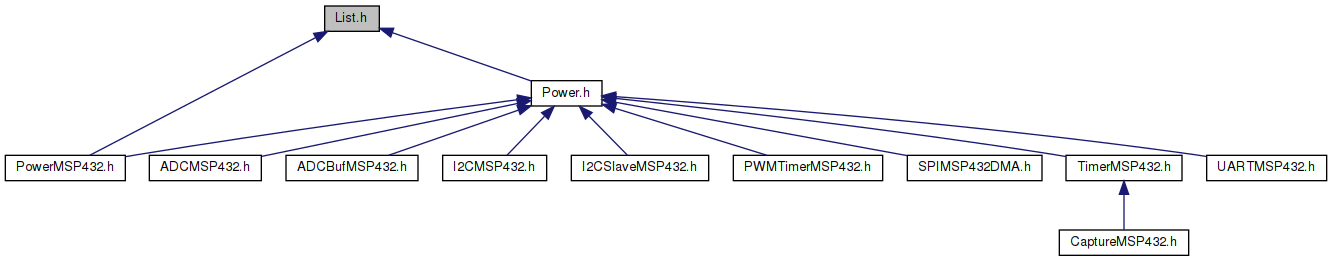 List.h
Power.h
PowerMSP432.h
ADCMSP432.h
ADCBufMSP432.h
I2CMSP432.h
I2CSlaveMSP432.h
PWMTimerMSP432.h
SPIMSP432DMA.h
TimerMSP432.h
UARTMSP432.h
CaptureMSP432.h